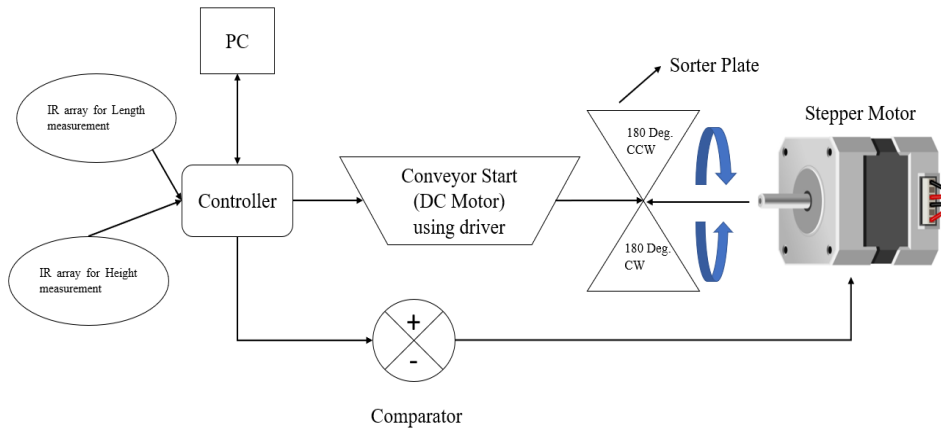 PC
Sorter Plate
IR array for Length
measurement
Stepper Motor
180 Deg.
CCW
Controller
Conveyor Start
(DC Motor)
using driver
180 Deg.
CW
IR array for Height
measurement
+
-
Comparator